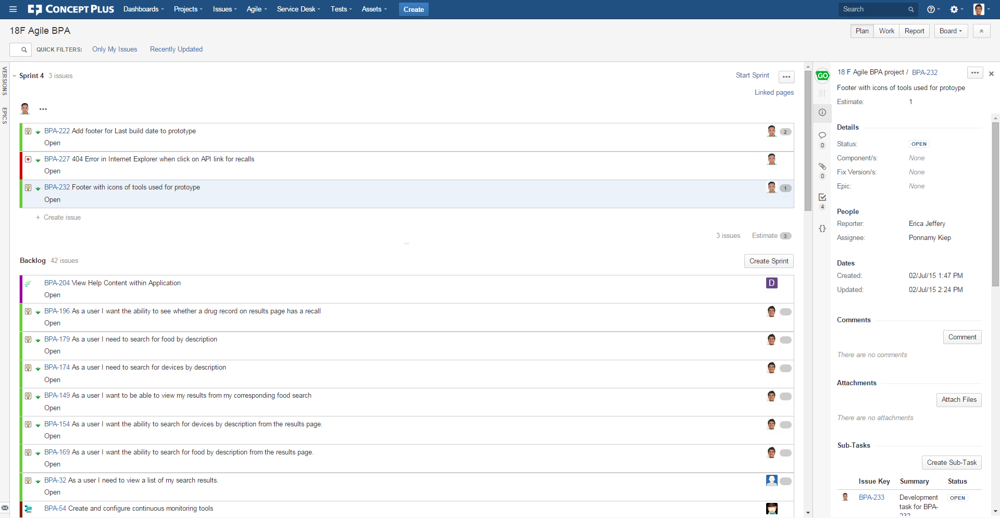 CONCEPT PLUS Dashboards Projects Issues Agile Service Desk Tests Assets Create Search
18F Agile BPA Plan Work Report Board
QUICK FILTERS: Only My Issues Recently Updated
VERSIONS
EPICS
Sprint 4 3 issues Start Sprint
Linked pages
BPA-222 Add footer for Last build date to prototype 2
Open
BPA-227 404 Error in Internet Explorer when click on API link for recalls
Open
BPA-232 Footer with icons of tools used for protoype 1
Open
+ Create issue
3 issues Estimate 3
Backlog 42 issues Create Sprint
BPA-204 View Help Content within Application D
Open
BPA-196 As a user I want the ability to see whether a drug record on results page has a recall
Open
BPA-179 As a user I need to search for food by description
Open
BPA-174 As a user I need to search for devices by description
Open
BPA-149 As a user I want to be able to view my results from my corresponding food search
Open
BPA-154 As a user I want the ability to search for devices by description from the results page.
Open
BPA-169 As a user I want the ability to search for food by description from the results page.
Open
BPA-32 As a user I need to view a list of my search results.
Open
BPA-54 Create and configure continuous monitoring tools
GO
0
0
4
{}
18 F Agile BPA project / BPA-232
Footer with icons of tools used for protoype
Estimate: 1
Details
Status: OPEN
Component/s: None
Fix Version/s: None
Epic: None
People
Reporter: Erica Jeffery
Assignee: Ponnamy Kiep
Dates
Created: 02/Jul/15 1:47 PM
Updated: 02/Jul/15 2:24 PM
Comments
Comment
There are no comments
Attachments
Attach Files
There are no attachments
Sub-Tasks
Create Sub-Task
Issue Key Summary Status
BPA-233 Development OPEN
task for BPA-
232